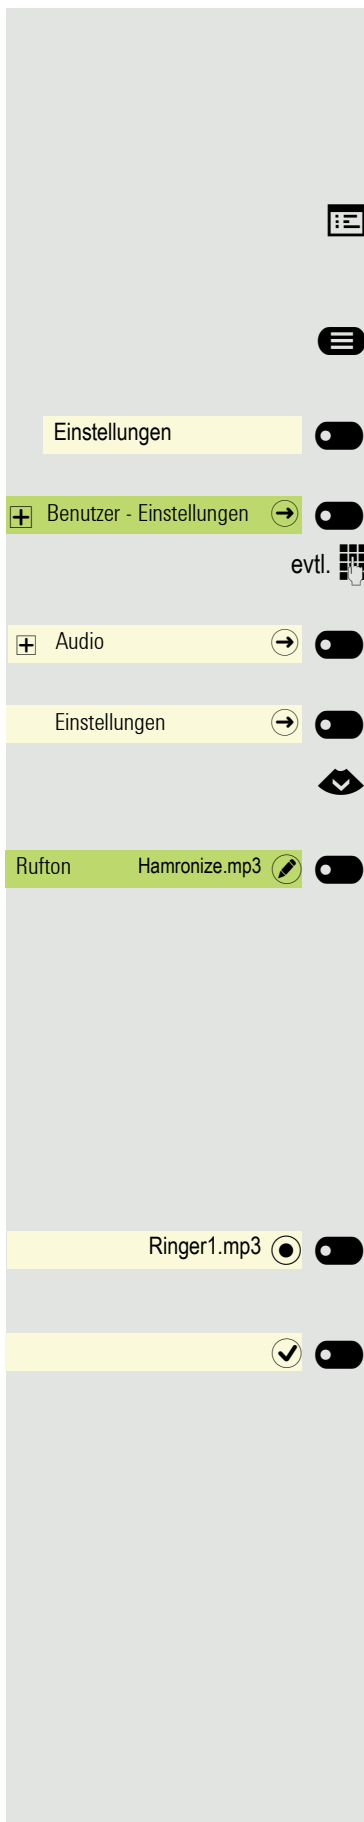 Einstellungen
Benutzer - Einstellungen
evtl.
Audio
Einstellungen
Rufton Hamronize.mp3
Ringer1.mp3